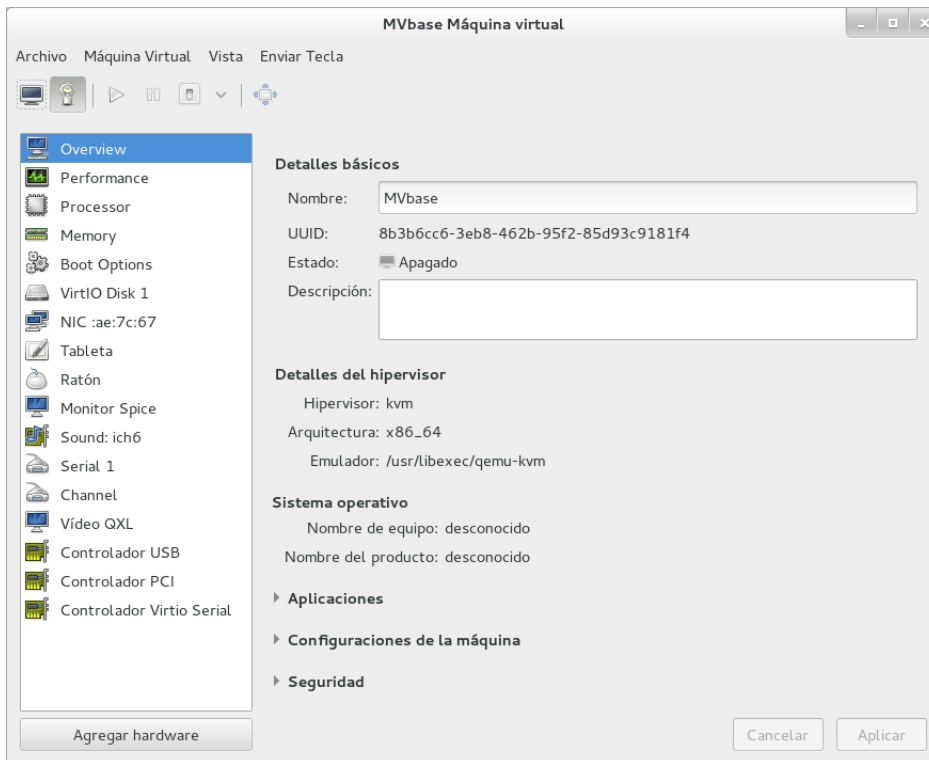 MVbase Máquina virtual
Archivo Máquina Virtual Vista Enviar Tecla
Overview
Performance
Processor
Memory
Boot Options
VirtIO Disk 1
NIC :ae:7c:67
Tableta
Ratón
Monitor Spice
Sound: ich6
Serial 1
Channel
Vídeo QXL
Controlador USB
Controlador PCI
Controlador Virtio Serial
Agregar hardware
Detalles básicos
Nombre: MVbase
UUID: 8b3b6cc6-3eb8-462b-95f2-85d93c9181f4
Estado: Apagado
Descripción:
Detalles del hipervisor
Hipervisor: kvm
Arquitectura: x86_64
Emulador: /usr/libexec/qemu-kvm
Sistema operativo
Nombre de equipo: desconocido
Nombre del producto: desconocido
Aplicaciones
Configuraciones de la máquina
Seguridad
Cancelar Aplicar